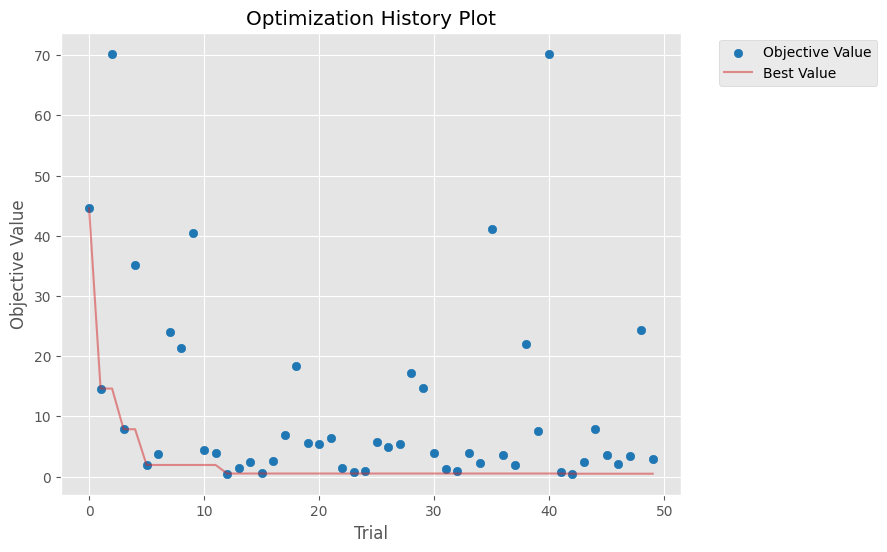 Optimization History Plot
Objective Value
Best Value
Objective Value
70
60
50
40
30
20
10
0
0 10 20 30 40 50
Trial